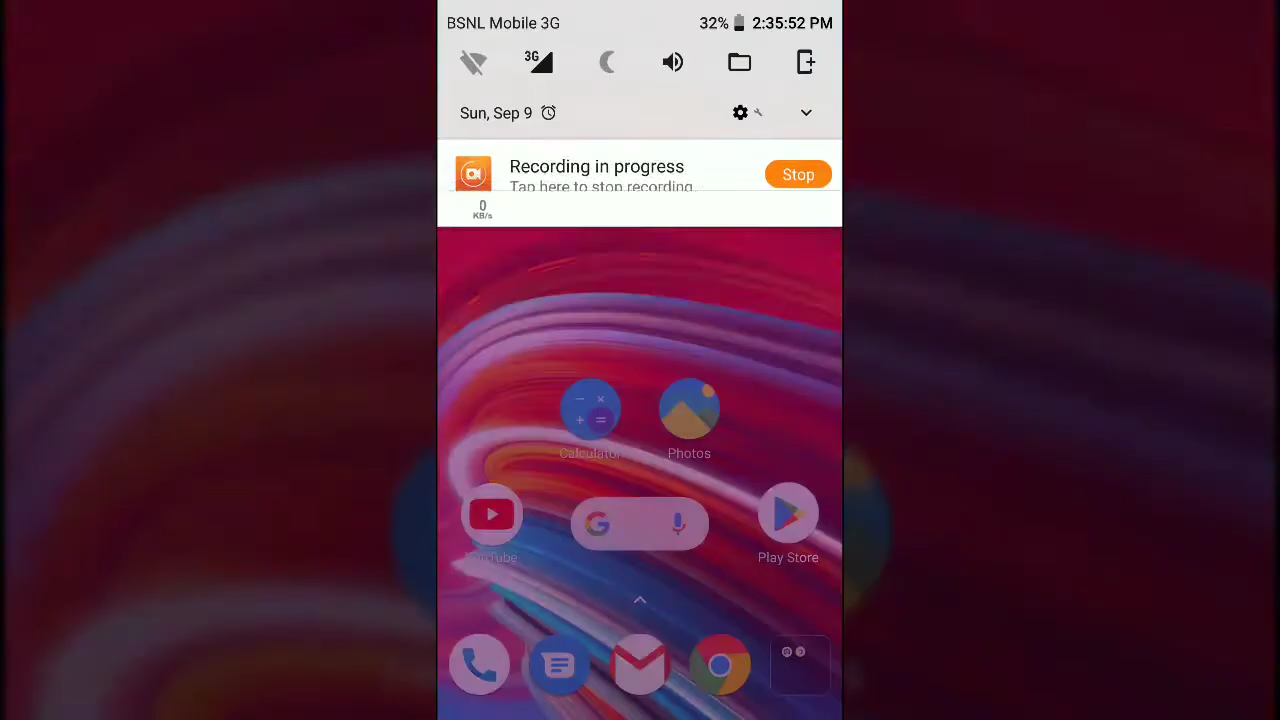 BSNL Mobile 3G
32% 2:35:52 PM
3G
Sun, Sep 9
Recording in progress
Tap here to stop recording.
Stop
0
KB/s
Calculator
Photos
YouTube
Play Store